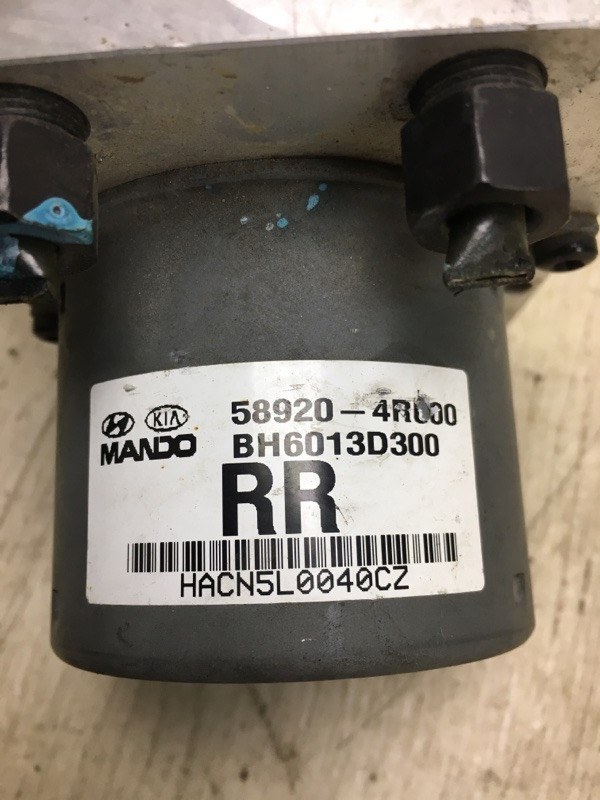 KIA 58920-4R000
MANDO BH6013D300
RR
HACN5L0040CZ